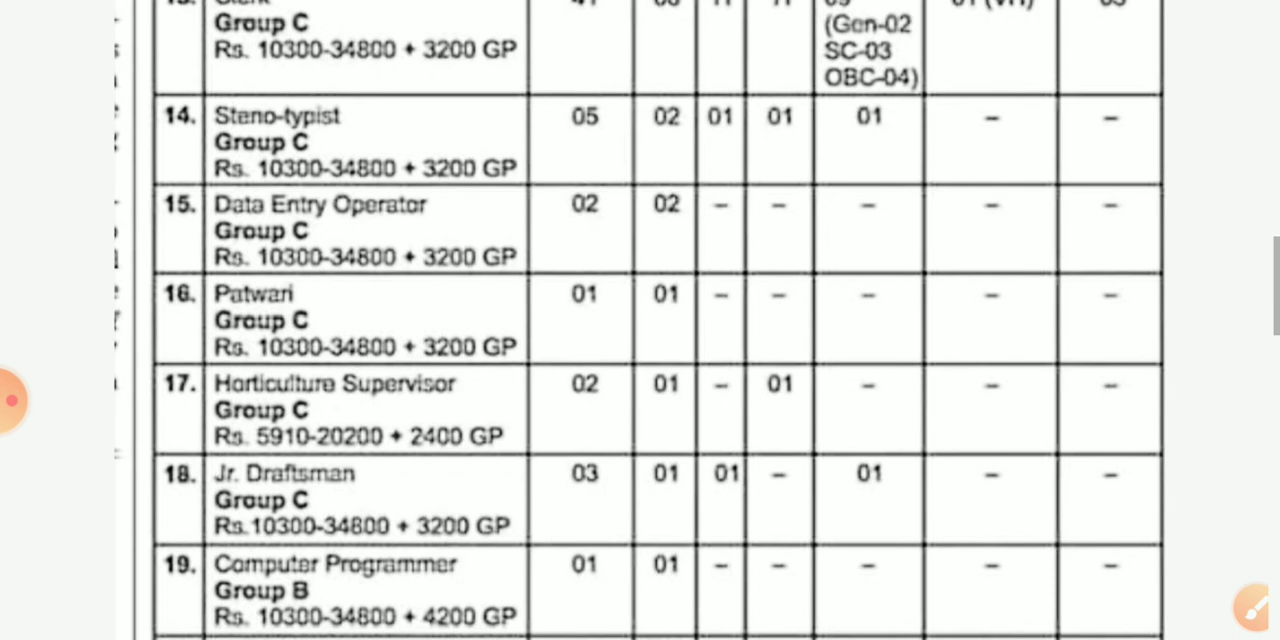 Group C
Rs. 10300-34800 + 3200 GP
(Gen-02
SC-03
OBC-04)
14. Steno-typist 05 02 01 01 01 – –
Group C
Rs. 10300-34800 + 3200 GP
15. Data Entry Operator 02 02 – – – – –
Group C
Rs. 10300-34800 + 3200 GP
16. Patwari 01 01 – – – – –
Group C
Rs. 10300-34800 + 3200 GP
17. Horticulture Supervisor 02 01 – 01 – – –
Group C
Rs. 5910-20200 + 2400 GP
18. Jr. Draftsman 03 01 01 – 01 – –
Group C
Rs.10300-34800 + 3200 GP
19. Computer Programmer 01 01 – – – – –
Group B
Rs. 10300-34800 + 4200 GP